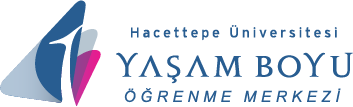 Hacettepe Üniversitesi
YAŞAM BOYU
ÖĞRENME MERKEZİ